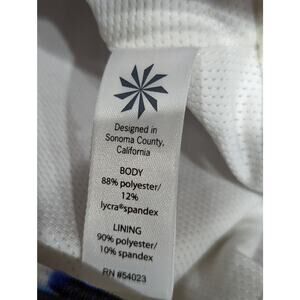 Designed in
Sonoma County,
California
BODY
88% polyester/
12%
lycra®spandex
LINING
90% polyester/
10% spandex
RN #54023